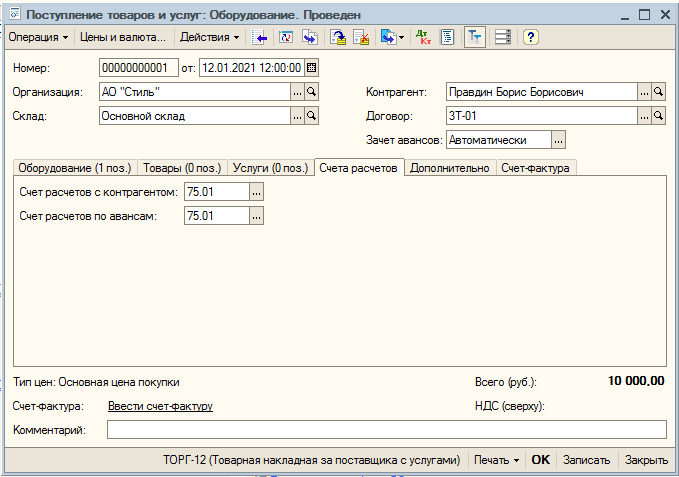 Поступление товаров и услуг: Оборудование. Проведен
Операция Цены и валюта... Действия Дт Кт
Номер: 00000000001 от: 12.01.2021 12:00:00
Организация: АО "Стиль" ... Контрагент: Правдин Борис Борисович ...
Склад: Основной склад ... Договор: ЗТ-01 ...
Зачет авансов: Автоматически ...
Оборудование (1 поз.) Товары (0 поз.) Услуги (0 поз.) Счета расчетов Дополнительно Счет-фактура
Счет расчетов с контрагентом: 75.01 ...
Счет расчетов по авансам: 75.01 ...
Тип цен: Основная цена покупки Всего (руб.): 10 000,00
Счет-фактура: Ввести счет-фактуру НДС (сверху):
Комментарий:
ТОРГ-12 (Товарная накладная за поставщика с услугами) Печать OK Записать Закрыть